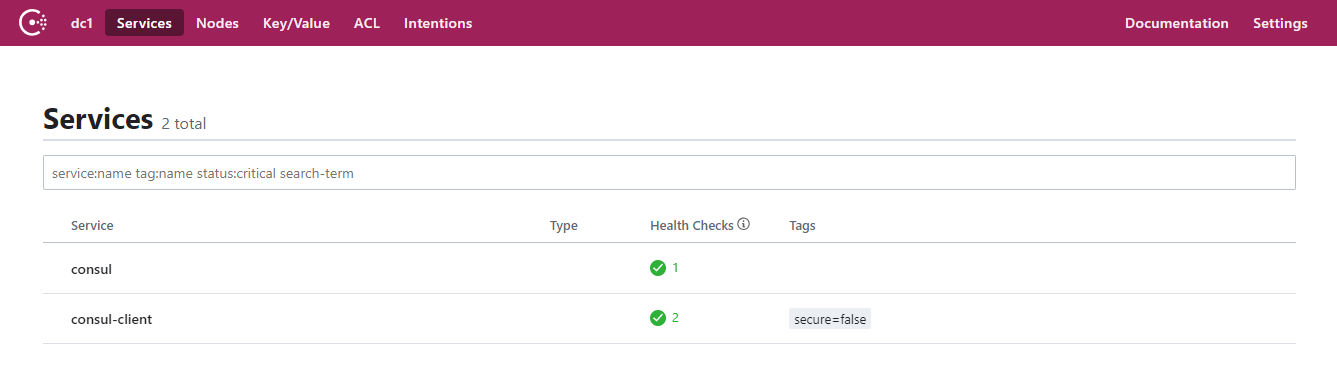 dc1 Services Nodes Key/Value ACL Intentions Documentation Settings
Services 2 total
service:name tag:name status:critical search-term
Service Type Health Checks Tags
consul 1
consul-client 2 secure=false